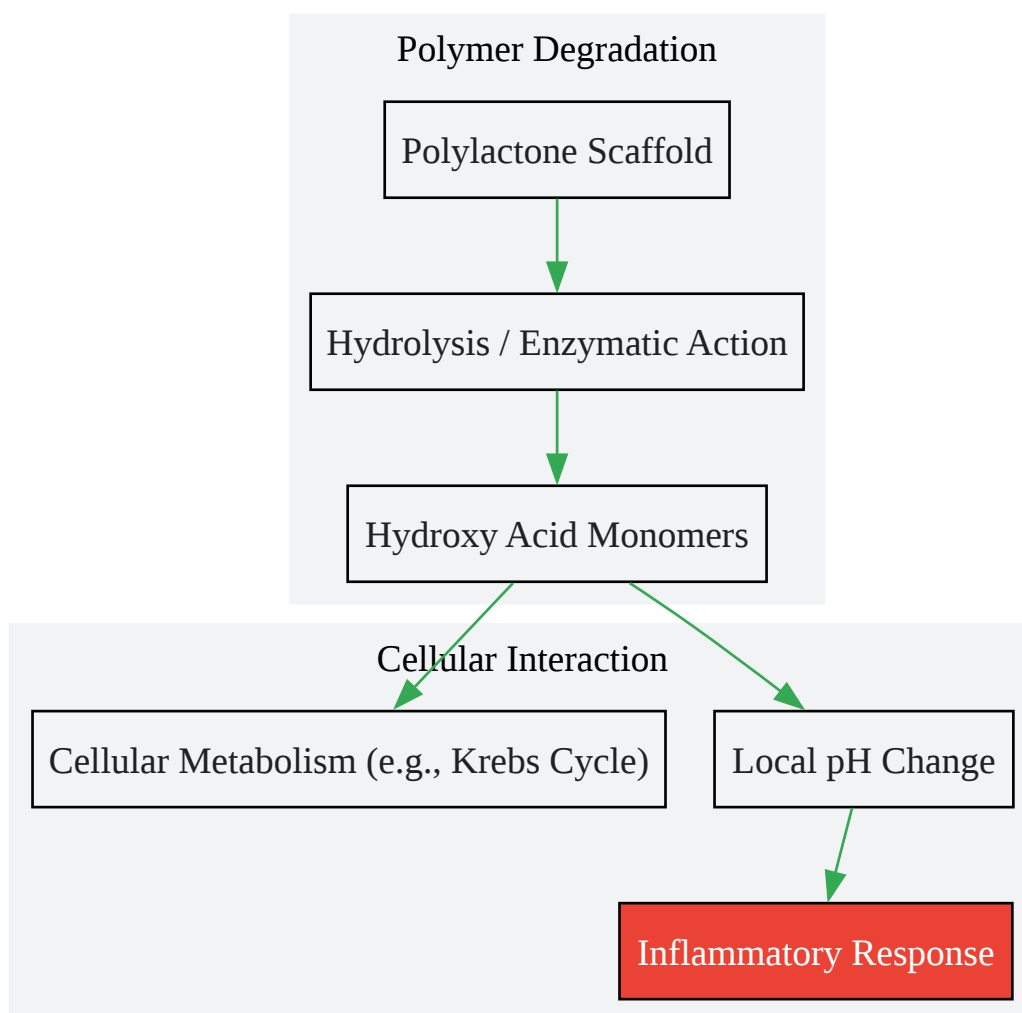 Polymer Degradation
Polylactone Scaffold
Hydrolysis / Enzymatic Action
Hydroxy Acid Monomers
Cellular Interaction
Cellular Metabolism (e.g., Krebs Cycle)
Local pH Change
Inflammatory Response